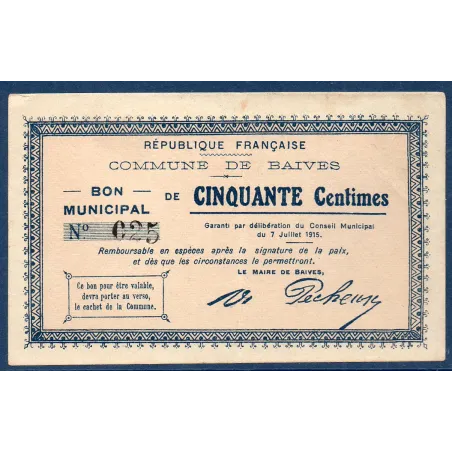 RÉPUBLIQUE FRANÇAISE
COMMUNE DE BAIVES
BON MUNICIPAL
DE CINQUANTE Centimes
Nº 025
Garanti par délibération du Conseil Municipal
du 7 Juillet 1915.
Remboursable en espèces après la signature de la paix,
et dès que les circonstances le permettront.
LE MAIRE DE BAIVES,
Ce bon pour être valable,
devra porter au verso,
le cachet de la Commune.